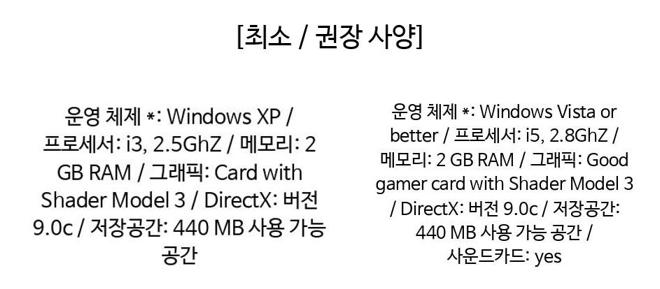 [최소 / 권장 사양]
운영 체제 *: Windows XP /
프로세서: i3, 2.5GhZ / 메모리: 2
GB RAM / 그래픽: Card with
Shader Model 3 / DirectX: 버전
9.0c / 저장공간: 440 MB 사용 가능
공간
운영 체제 *: Windows Vista or
better / 프로세서: i5, 2.8GhZ /
메모리: 2 GB RAM / 그래픽: Good
gamer card with Shader Model 3
/ DirectX: 버전 9.0c / 저장공간:
440 MB 사용 가능 공간 /
사운드카드: yes